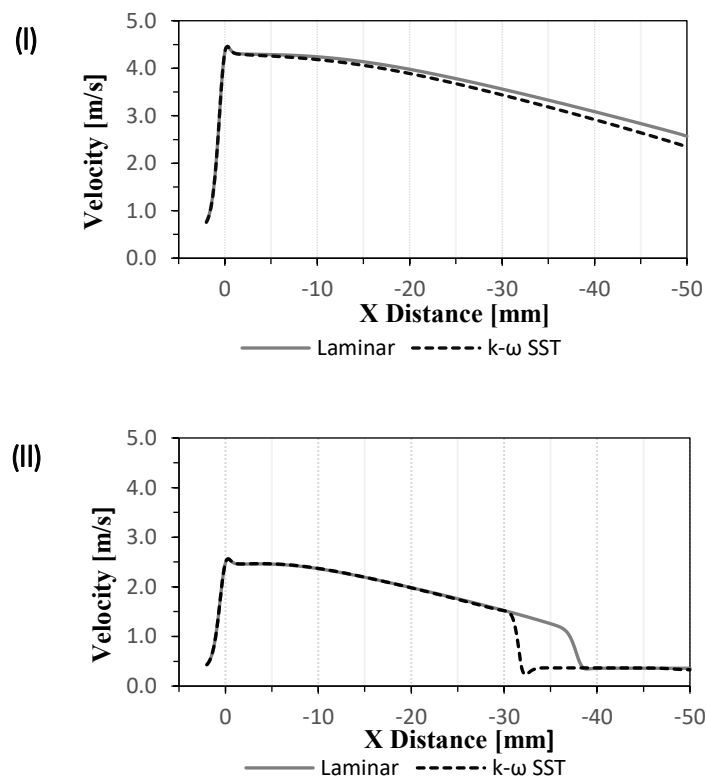 (I)
5.0
4.0
3.0
2.0
1.0
0.0
Velocity [m/s]
0 -10 -20 -30 -40 -50
X Distance [mm]
Laminar k-ω SST
(II)
5.0
4.0
3.0
2.0
1.0
0.0
Velocity [m/s]
0 -10 -20 -30 -40 -50
X Distance [mm]
Laminar k-ω SST